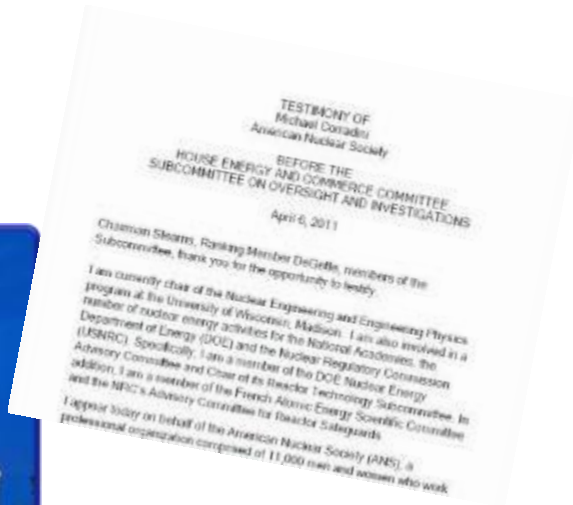 TESTIMONY OF
Michael Corradini
American Nuclear Society
BEFORE THE
HOUSE ENERGY AND COMMERCE COMMITTEE
SUBCOMMITTEE ON OVERSIGHT AND INVESTIGATIONS
April 6, 2011
Chairman Stearns, Ranking Member DeGette, members of the
Subcommittee, thank you for the opportunity to testify.
I am currently chair of the Nuclear Engineering and Engineering Physics
program at the University of Wisconsin, Madison. I am also involved in a
number of nuclear energy activities for the National Academies, the
Department of Energy (DOE) and the Nuclear Regulatory Commission
(USNRC). Specifically, I am a member of the DOE Nuclear Energy
Advisory Committee and Chair of its Reactor Technology Subcommittee. In
addition, I am a member of the French Atomic Energy Scientific Committee
and the NRC's Advisory Committee for Reactor Safeguards
I appear today on behalf of the American Nuclear Society (ANS), a
professional organization comprised of 11,000 men and women who work